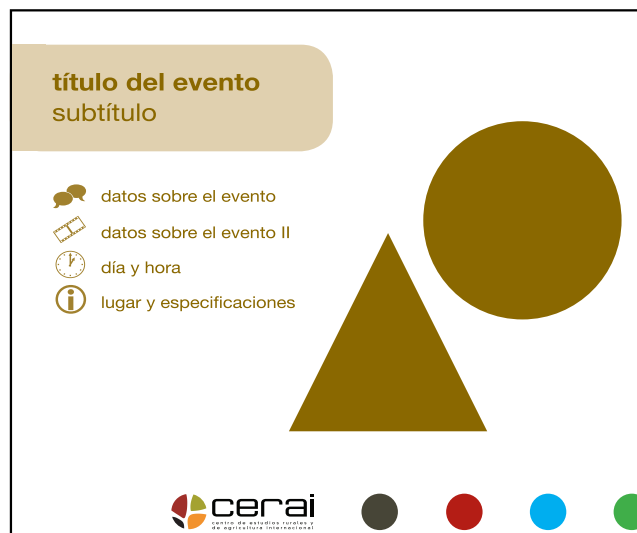 título del evento
subtítulo
datos sobre el evento
datos sobre el evento II
día y hora
lugar y especificaciones
cerai
centro de estudios rurales y
de agricultura internacional